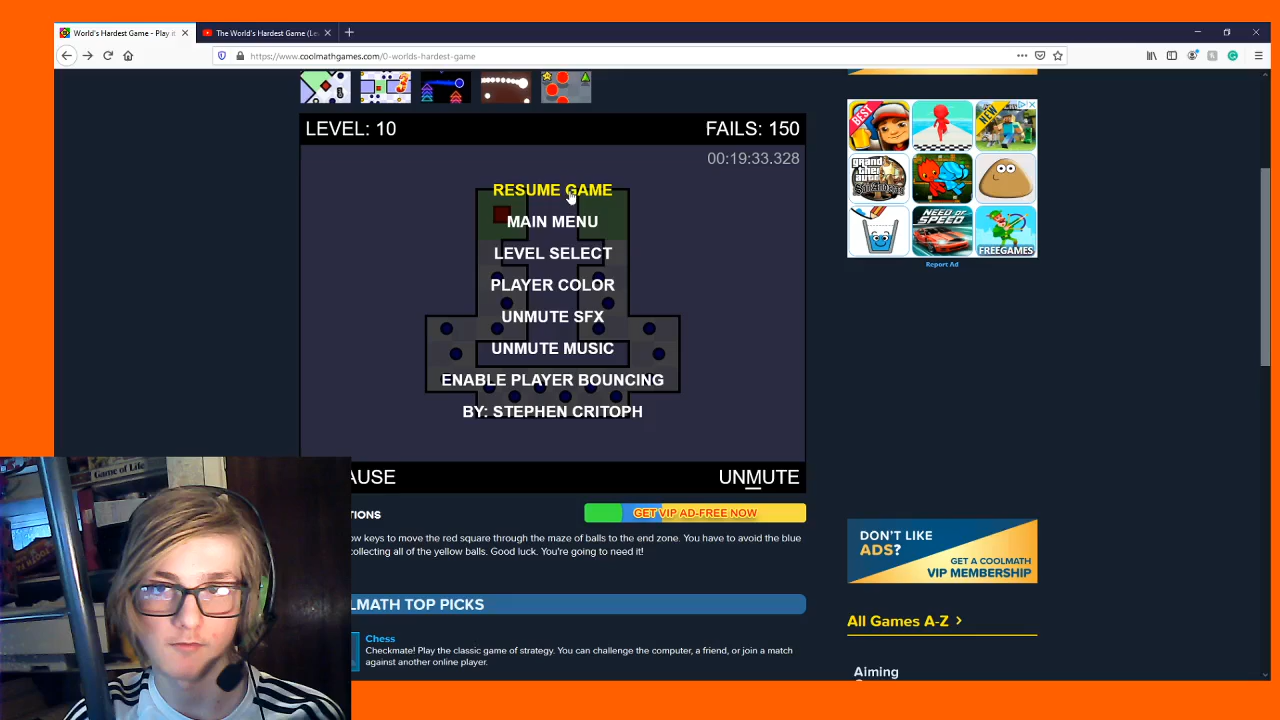 World's Hardest Game - Play i
The World's Hardest Game (Le
https://www.coolmathgames.com/0-worlds-hardest-game
LEVEL: 10
FAILS: 150
00:19:33.328
RESUME GAME
MAIN MENU
LEVEL SELECT
PLAYER COLOR
UNMUTE SFX
UNMUTE MUSIC
ENABLE PLAYER BOUNCING
BY: STEPHEN CRITOPH
AUSE
UNMUTE
TIONS
GET VIP AD-FREE NOW
ow keys to move the red square through the maze of balls to the end zone. You have to avoid the blue
collecting all of the yellow balls. Good luck. You're going to need it!
LMATH TOP PICKS
Chess
Checkmate! Play the classic game of strategy. You can challenge the computer, a friend, or join a match
against another online player.
BEST
NEW
NEED OF
SPEED
FREEGAMES
Report Ad
DON'T LIKE
ADS?
GET A COOLMATH
VIP MEMBERSHIP
All Games A-Z
Aiming
Game of Life